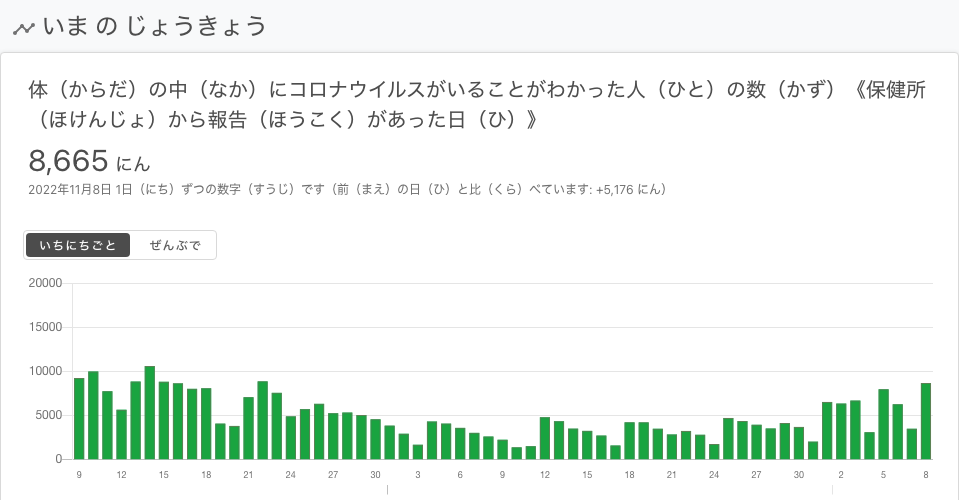 いま の じょうきょう
体（からだ）の中（なか）にコロナウイルスがいることがわかった人（ひと）の数（かず）《保健所
（ほけんじょ）から報告（ほうこく）があった日（ひ）》
8,665 にん
2022年11月8日 1日（にち）ずつの数字（すうじ）です（前（まえ）の日（ひ）と比（くら）べています: +5,176 にん）
いちにちごと ぜんぶで
20000
15000
10000
5000
0
9 12 15 18 21 24 27 30 3 6 9 12 15 18 21 24 27 30 2 5 8